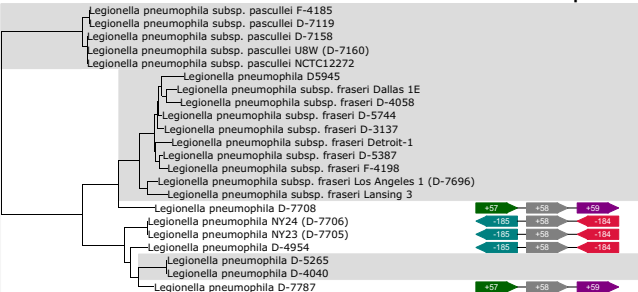 Legionella pneumophila subsp. pascullei F-4185
Legionella pneumophila subsp. pascullei D-7119
Legionella pneumophila subsp. pascullei D-7158
Legionella pneumophila subsp. pascullei U8W (D-7160)
Legionella pneumophila subsp. pascullei NCTC12272
Legionella pneumophila D5945
Legionella pneumophila subsp. fraseri Dallas 1E
Legionella pneumophila subsp. fraseri D-4058
Legionella pneumophila subsp. fraseri D-5744
Legionella pneumophila subsp. fraseri D-3137
Legionella pneumophila subsp. fraseri Detroit-1
Legionella pneumophila subsp. fraseri D-5387
Legionella pneumophila subsp. fraseri F-4198
Legionella pneumophila subsp. fraseri Los Angeles 1 (D-7696)
Legionella pneumophila subsp. fraseri Lansing 3
Legionella pneumophila D-7708 +57 +58 +59
Legionella pneumophila NY24 (D-7706) -185 +58 -184
Legionella pneumophila NY23 (D-7705) -185 +58 -184
Legionella pneumophila D-4954 -185 +58 -184
Legionella pneumophila D-5265
Legionella pneumophila D-4040
Legionella pneumophila D-7787 +57 +58 +59